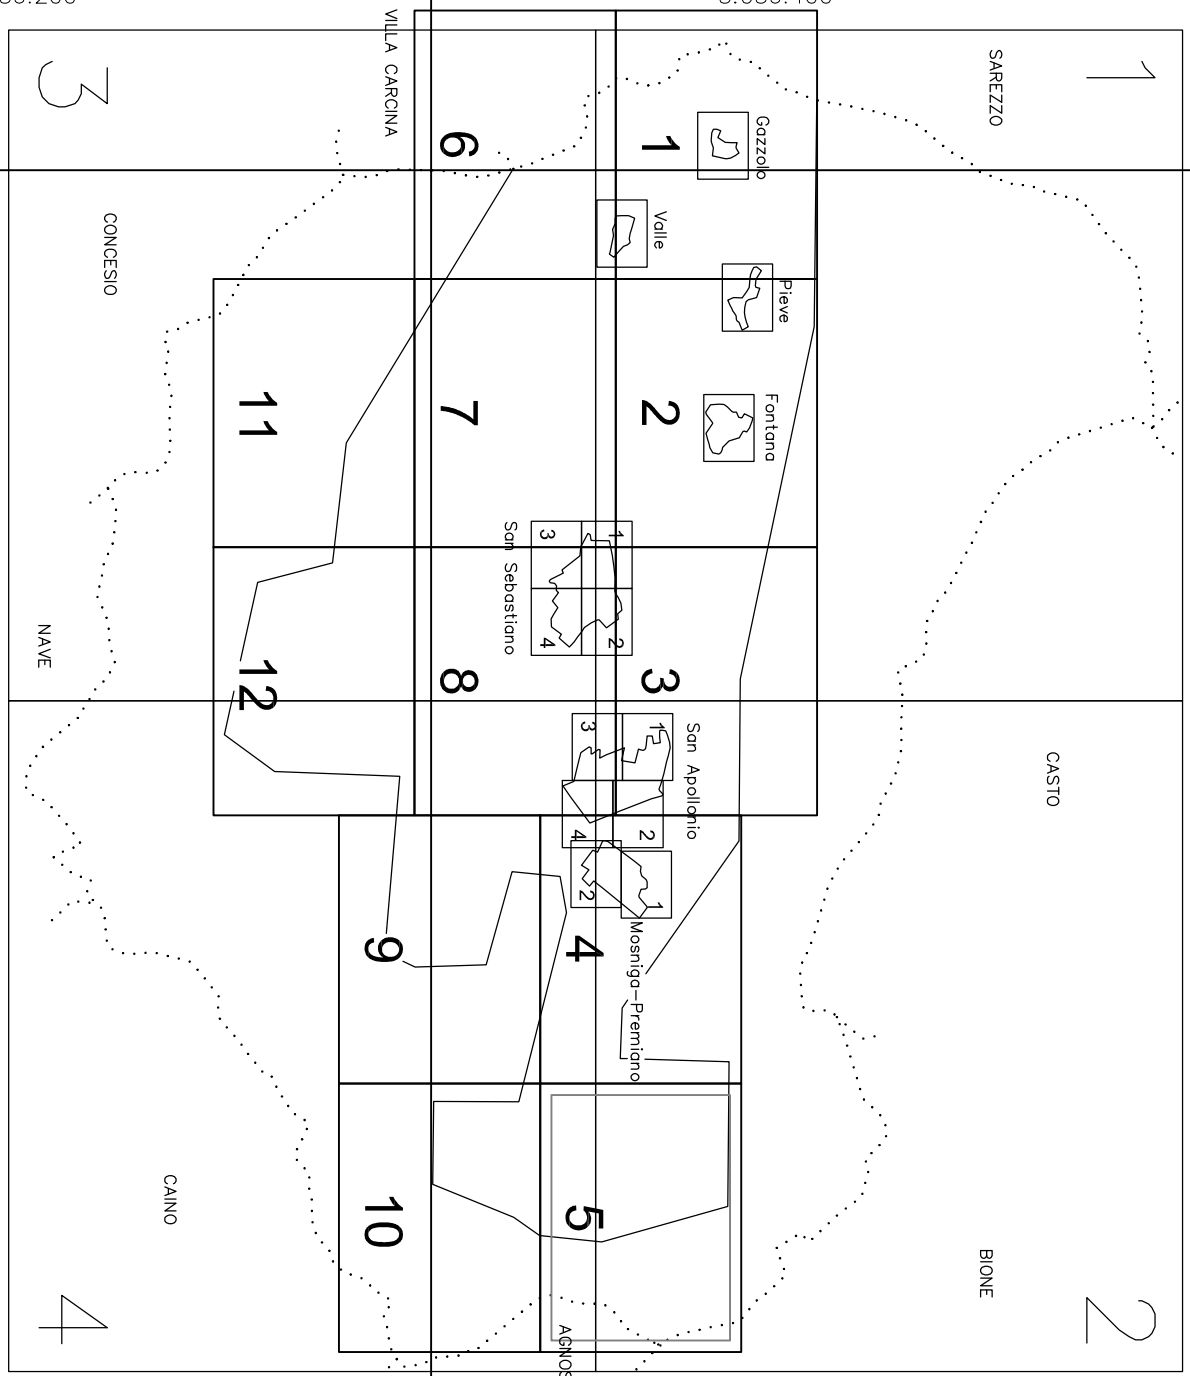 1
SAREZZO
Gazzolo
1
VILLA CARCINA
6
3
Valle
CONCESIO
Pieve
Fontana
2
7
11
1
2
3
4
San Sebastiano
3
8
12
NAVE
CASTO
San Apollonio
1
2
3
4
1
2
Mosniga-Premiano
4
9
BIONE
2
5
10
CAINO
4